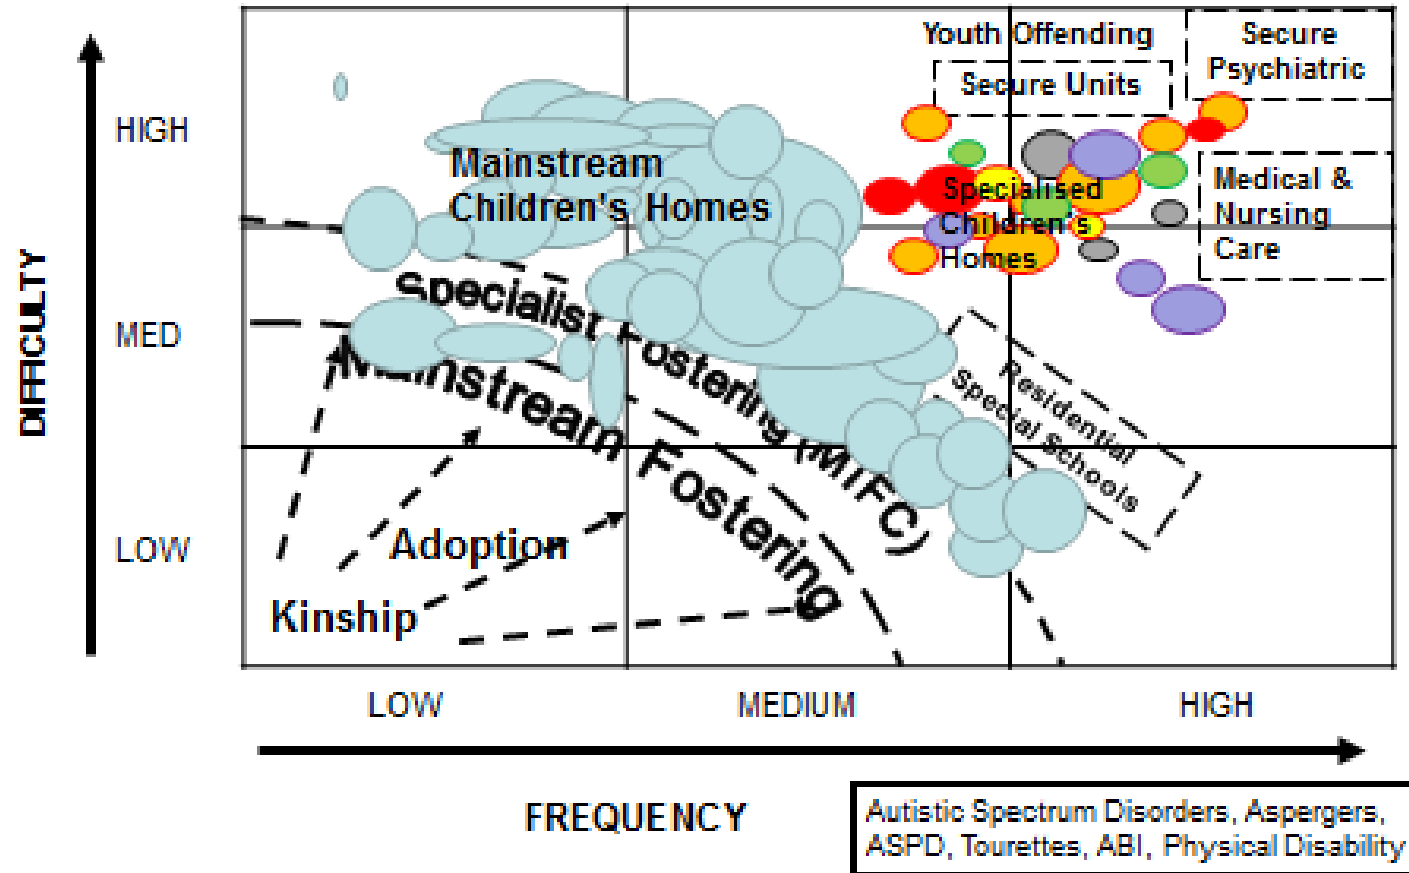 Youth Offending
Secure Units
Secure
Psychiatric
HIGH
Mainstream
Children's Homes
Specialised
Children's
Homes
Medical &
Nursing
Care
DIFFICULTY
MED
Specialist Fostering (MTFC)
Mainstream Fostering
Residential
Special Schools
LOW
Adoption
Kinship
LOW
MEDIUM
HIGH
FREQUENCY
Autistic Spectrum Disorders, Aspergers,
ASPD, Tourettes, ABI, Physical Disability